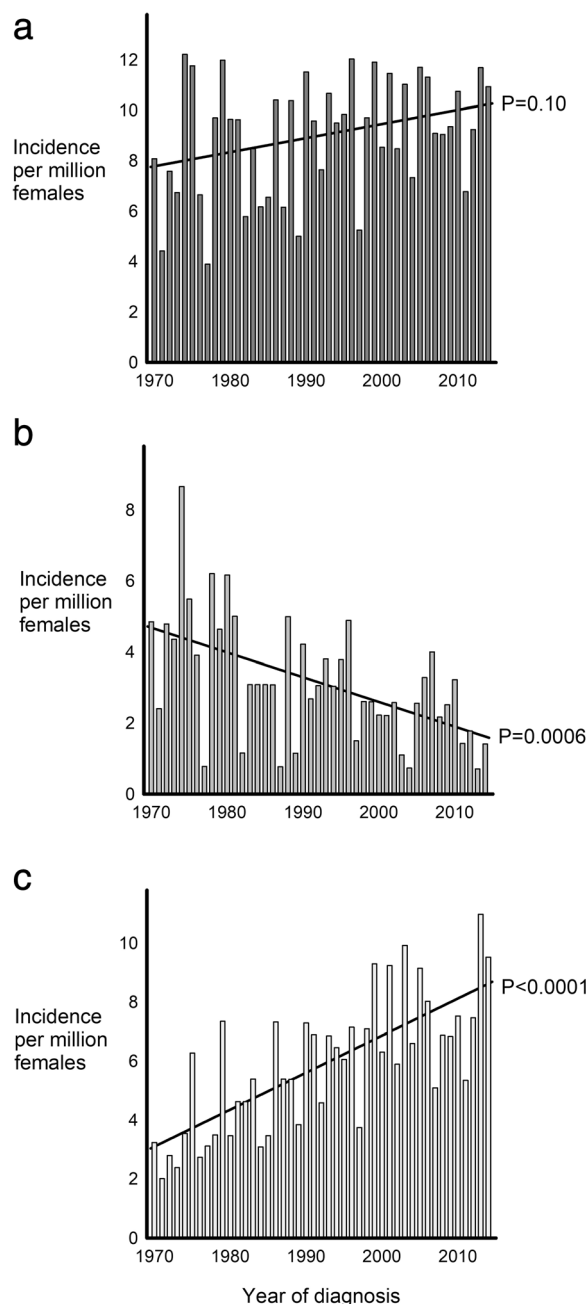 a
12
10
P=0.10
Incidence
per million
females
8
6
4
2
0
1970 1980 1990 2000 2010
b
8
6
Incidence
per million
females
4
2
P=0.0006
0
1970 1980 1990 2000 2010
c
10
P<0.0001
Incidence
per million
females
8
6
4
2
0
1970 1980 1990 2000 2010
Year of diagnosis